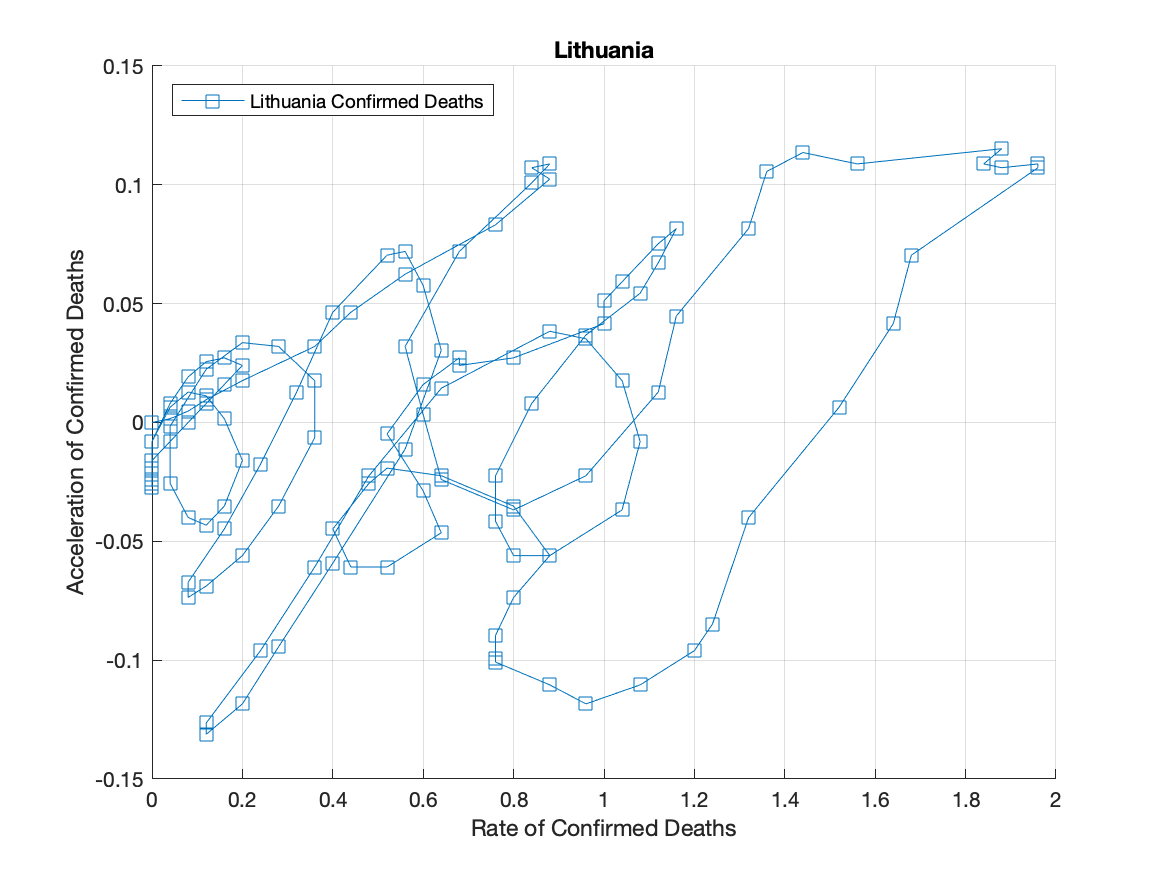 Lithuania
Lithuania Confirmed Deaths
0.15
0.1
0.05
0
-0.05
-0.1
-0.15
Acceleration of Confirmed Deaths
0 0.2 0.4 0.6 0.8 1 1.2 1.4 1.6 1.8 2
Rate of Confirmed Deaths